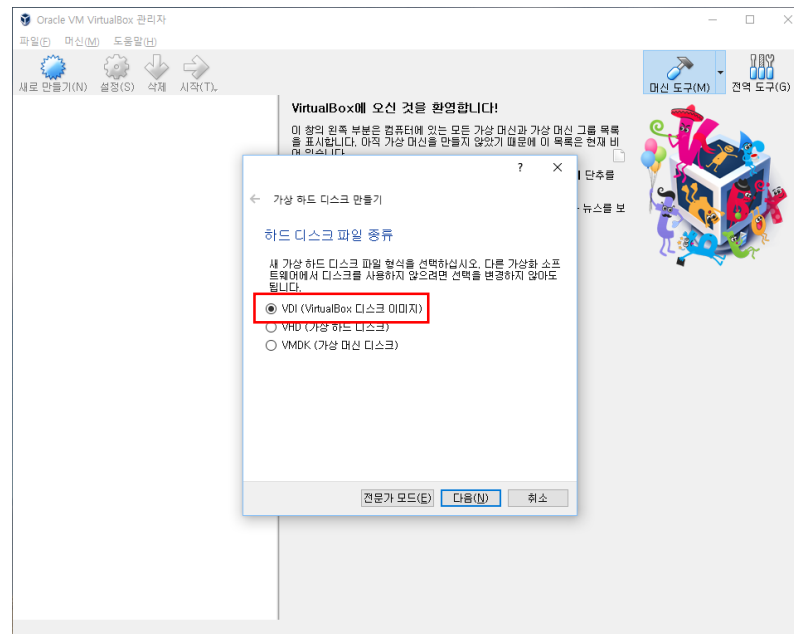 Oracle VM VirtualBox 관리자
파일(F) 머신(M) 도움말(H)
새로 만들기(N) 설정(S) 삭제 시작(T)
머신 도구(M) 전역 도구(G)
VirtualBox에 오신 것을 환영합니다!
이 창의 왼쪽 부분은 컴퓨터에 있는 모든 가상 머신과 가상 머신 그룹 목록
을 표시합니다. 아직 가상 머신을 만들지 않았기 때문에 이 목록은 현재 비
어 있습니다.
단추를
뉴스를 보
?
가상 하드 디스크 만들기
하드 디스크 파일 종류
새 가상 하드 디스크 파일 형식을 선택하십시오. 다른 가상화 소프
트웨어에서 디스크를 사용하지 않으려면 선택을 변경하지 않아도
됩니다.
VDI (VirtualBox 디스크 이미지)
VHD (가상 하드 디스크)
VMDK (가상 머신 디스크)
전문가 모드(E) 다음(N) 취소